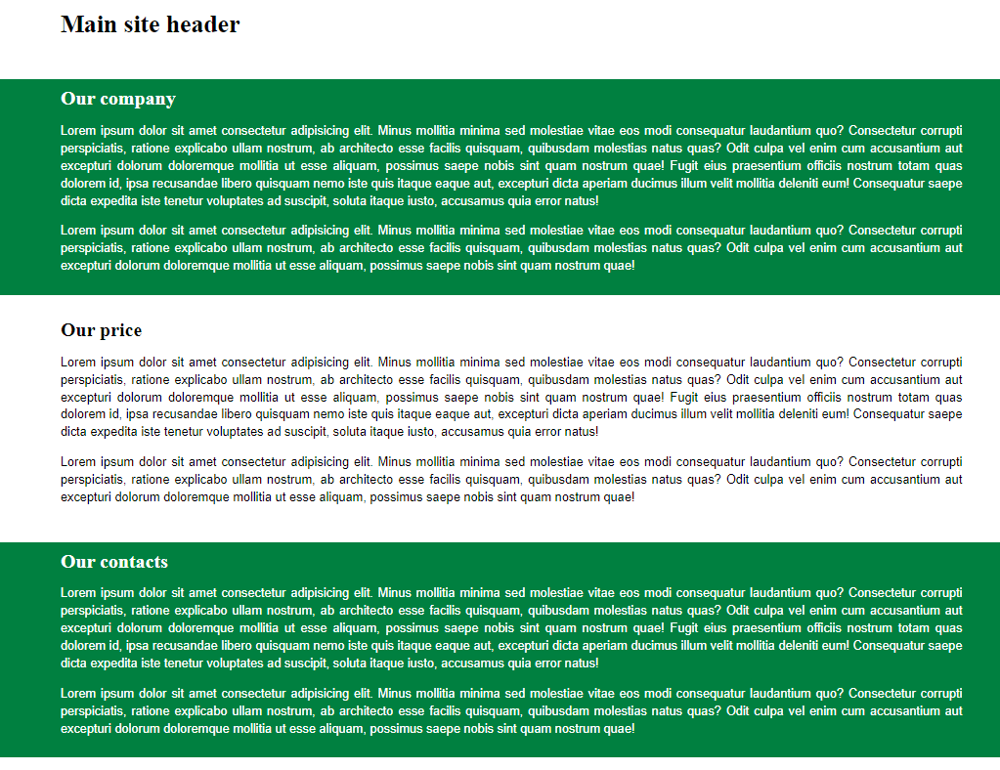 Main site header
Our company
Lorem ipsum dolor sit amet consectetur adipisicing elit. Minus mollitia minima sed molestiae vitae eos modi consequatur laudantium quo? Consectetur corrupti
perspiciatis, ratione explicabo ullam nostrum, ab architecto esse facilis quisquam, quibusdam molestias natus quas? Odit culpa vel enim cum accusantium aut
excepturi dolorum doloremque mollitia ut esse aliquam, possimus saepe nobis sint quam nostrum quae! Fugit eius praesentium officiis nostrum totam quas
dolorem id, ipsa recusandae libero quisquam nemo iste quis itaque eaque aut, excepturi dicta aperiam ducimus illum velit mollitia deleniti eum! Consequatur saepe
dicta expedita iste tenetur voluptates ad suscipit, soluta itaque iusto, accusamus quia error natus!
Lorem ipsum dolor sit amet consectetur adipisicing elit. Minus mollitia minima sed molestiae vitae eos modi consequatur laudantium quo? Consectetur corrupti
perspiciatis, ratione explicabo ullam nostrum, ab architecto esse facilis quisquam, quibusdam molestias natus quas? Odit culpa vel enim cum accusantium aut
excepturi dolorum doloremque mollitia ut esse aliquam, possimus saepe nobis sint quam nostrum quae!
Our price
Lorem ipsum dolor sit amet consectetur adipisicing elit. Minus mollitia minima sed molestiae vitae eos modi consequatur laudantium quo? Consectetur corrupti
perspiciatis, ratione explicabo ullam nostrum, ab architecto esse facilis quisquam, quibusdam molestias natus quas? Odit culpa vel enim cum accusantium aut
excepturi dolorum doloremque mollitia ut esse aliquam, possimus saepe nobis sint quam nostrum quae! Fugit eius praesentium officiis nostrum totam quas
dolorem id, ipsa recusandae libero quisquam nemo iste quis itaque eaque aut, excepturi dicta aperiam ducimus illum velit mollitia deleniti eum! Consequatur saepe
dicta expedita iste tenetur voluptates ad suscipit, soluta itaque iusto, accusamus quia error natus!
Lorem ipsum dolor sit amet consectetur adipisicing elit. Minus mollitia minima sed molestiae vitae eos modi consequatur laudantium quo? Consectetur corrupti
perspiciatis, ratione explicabo ullam nostrum, ab architecto esse facilis quisquam, quibusdam molestias natus quas? Odit culpa vel enim cum accusantium aut
excepturi dolorum doloremque mollitia ut esse aliquam, possimus saepe nobis sint quam nostrum quae!
Our contacts
Lorem ipsum dolor sit amet consectetur adipisicing elit. Minus mollitia minima sed molestiae vitae eos modi consequatur laudantium quo? Consectetur corrupti
perspiciatis, ratione explicabo ullam nostrum, ab architecto esse facilis quisquam, quibusdam molestias natus quas? Odit culpa vel enim cum accusantium aut
excepturi dolorum doloremque mollitia ut esse aliquam, possimus saepe nobis sint quam nostrum quae! Fugit eius praesentium officiis nostrum totam quas
dolorem id, ipsa recusandae libero quisquam nemo iste quis itaque eaque aut, excepturi dicta aperiam ducimus illum velit mollitia deleniti eum! Consequatur saepe
dicta expedita iste tenetur voluptates ad suscipit, soluta itaque iusto, accusamus quia error natus!
Lorem ipsum dolor sit amet consectetur adipisicing elit. Minus mollitia minima sed molestiae vitae eos modi consequatur laudantium quo? Consectetur corrupti
perspiciatis, ratione explicabo ullam nostrum, ab architecto esse facilis quisquam, quibusdam molestias natus quas? Odit culpa vel enim cum accusantium aut
excepturi dolorum doloremque mollitia ut esse aliquam, possimus saepe nobis sint quam nostrum quae!